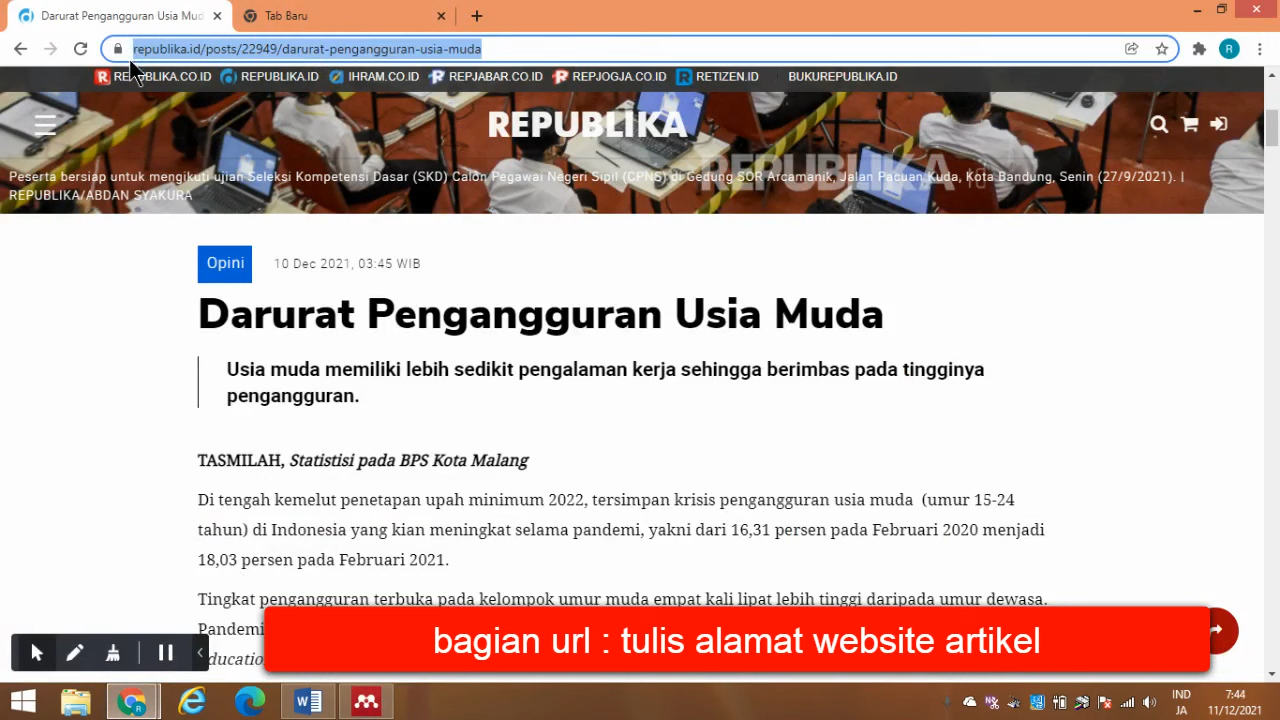 Darurat Pengangguran Usia Mud
Tab Baru
republika.id/posts/22949/darurat-pengangguran-usia-muda
R
REPUBLIKA.CO.ID
REPUBLIKA.ID
IHRAM.CO.ID
REPJABAR.CO.ID
REPJOGJA.CO.ID
RETIZEN.ID
BUKUREPUBLIKA.ID
REPUBLIKA
REPUBLIKA id
Peserta bersiap untuk mengikuti ujian Seleksi Kompetensi Dasar (SKD) Calon Pegawai Negeri Sipil (CPNS) di Gedung SOR Arcamanik, Jalan Pacuan Kuda, Kota Bandung, Senin (27/9/2021). |
REPUBLIKA/ABDAN SYAKURA
Opini
10 Dec 2021, 03:45 WIB
Darurat Pengangguran Usia Muda
Usia muda memiliki lebih sedikit pengalaman kerja sehingga berimbas pada tingginya
pengangguran.
TASMILAH, Statistisi pada BPS Kota Malang
Di tengah kemelut penetapan upah minimum 2022, tersimpan krisis pengangguran usia muda (umur 15-24
tahun) di Indonesia yang kian meningkat selama pandemi, yakni dari 16,31 persen pada Februari 2020 menjadi
18,03 persen pada Februari 2021.
Tingkat pengangguran terbuka pada kelompok umur muda empat kali lipat lebih tinggi daripada umur dewasa.
Pandemi
bagian url : tulis alamat website artikel
IND
JA
7:44
11/12/2021